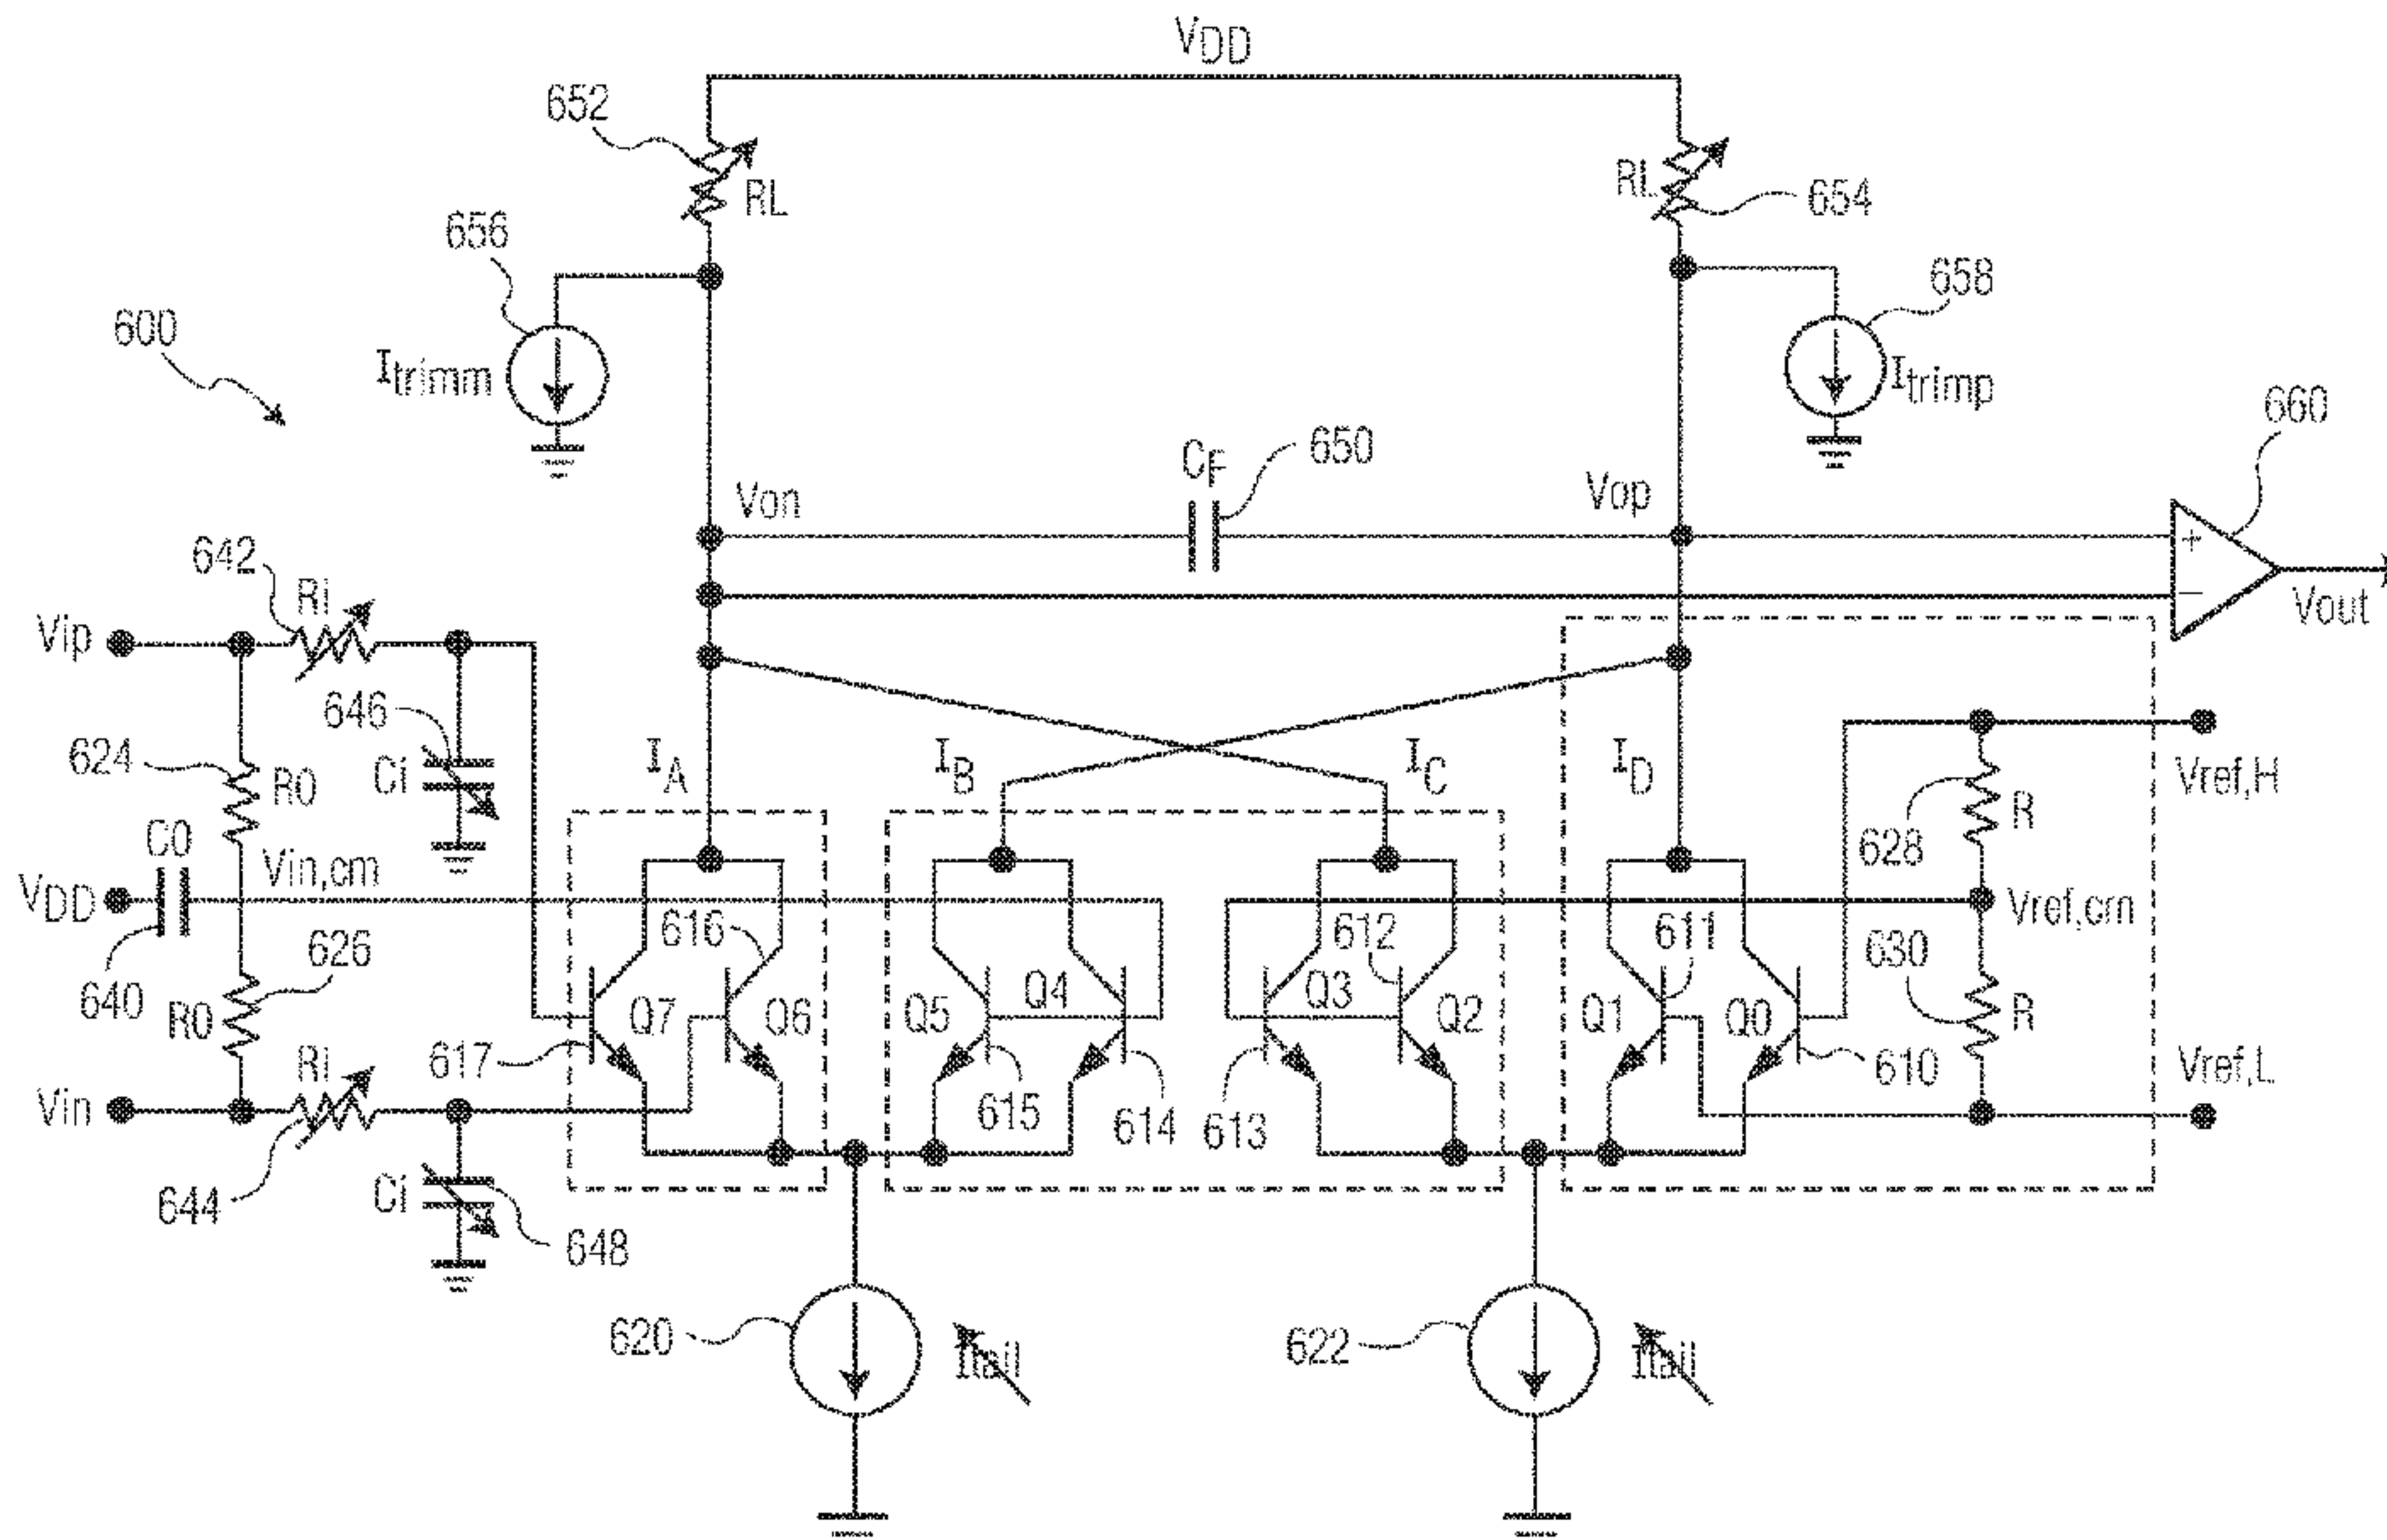 VDD
652
RL
RL
654
656
658
600
Itrimm
Itrimp
660
CF
650
Von
Vop
642
Ri
Vip
Vout
646
624
R0
Ci
IA
IB
IC
ID
Vref,H
R
628
C0
Vin,cm
VDD
616
612
611
Vref,cm
626
630
640
R0
Q7
Q6
Q5
Q4
Q3
Q2
Q1
Q0
R
617
610
Ri
615
614
613
Vref,L
Vin
644
Ci
648
620
Itail
622
Itail